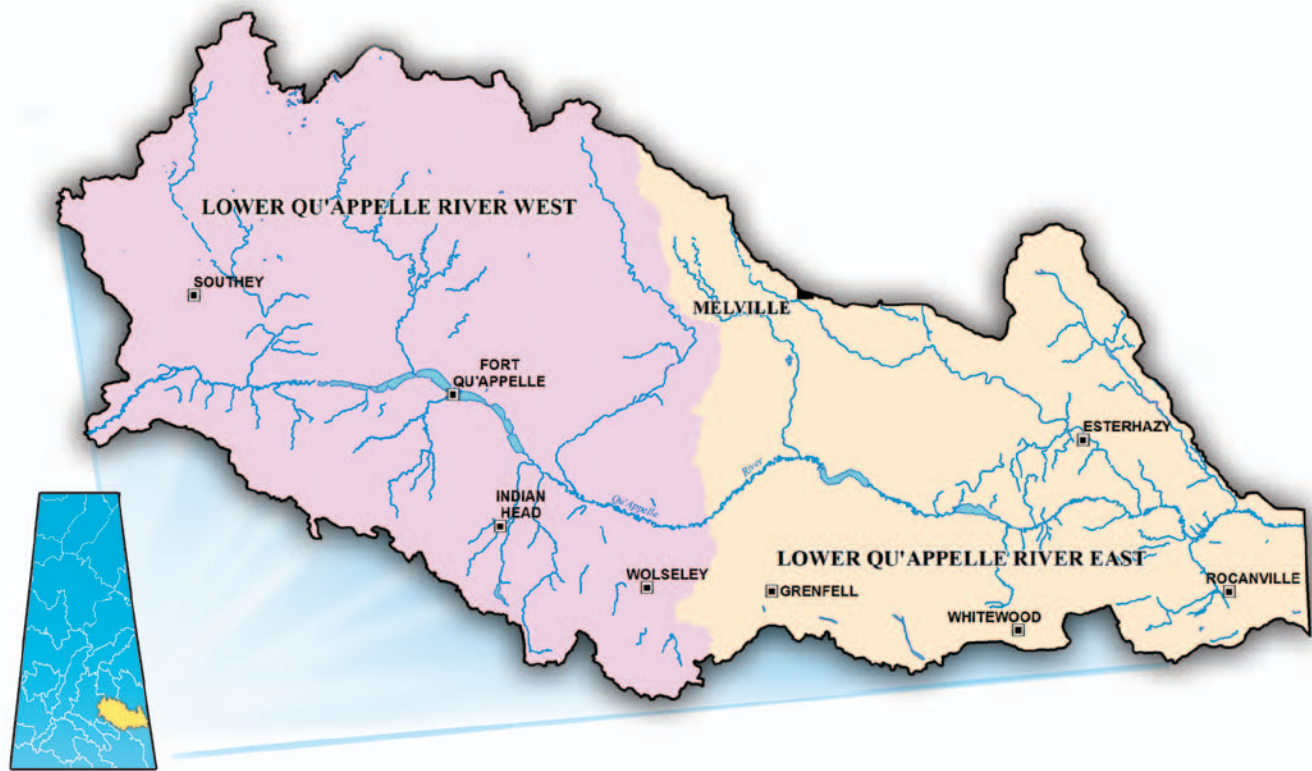 LOWER QU'APPELLE RIVER WEST
SOUTHEY
MELVILLE
FORT
QU'APPELLE
ESTERHAZY
River
INDIAN
HEAD
Qu'Appelle
LOWER QU'APPELLE RIVER EAST
WOLSELEY
GRENFELL
ROCANVILLE
WHITEWOOD